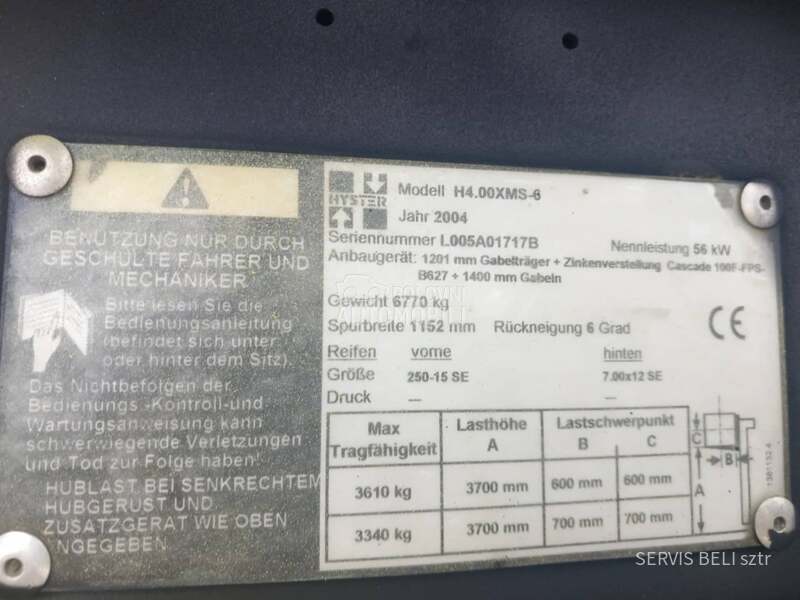 BENUTZUNG NUR DURCH
GESCHULTE FAHRER UND
MECHANIKER
Bitte lesen Sie die
Bedienungsanleitung
(befindet sich unter
oder hinter dem Sitz).
Das Nichtbefolgen der
Bedienungs -Kontroll-und
Wartungsanweisung kann
schwerwiegende Verletzungen
und Tod zur Folge haben!
HUBLAST BEI SENKRECHTEM
HUBGERUST UND
ZUSATZGERAT WIE OBEN
ANGEGEBEN
HYSTER
Modell H4.00XMS-6
Jahr 2004
Seriennummer L005A01717B Nennleistung 56 kW
Anbaugerät: 1201 mm Gabelträger + Zinkenverstellung Cascade 100F-FPS-
B627 + 1400 mm Gabeln
Gewicht 6770 kg
Spurbreite 1152 mm Rückneigung 6 Grad
CE
Reifen vorne hinten
Größe 250-15 SE 7.00x12 SE
Druck --- ---
Max Tragfähigkeit Lasthöhe A Lastschwerpunkt B C
3610 kg 3700 mm 600 mm 600 mm
3340 kg 3700 mm 700 mm 700 mm
C
B
A
POLOVNI
AUTOMOBILI
SERVIS BELI sztr